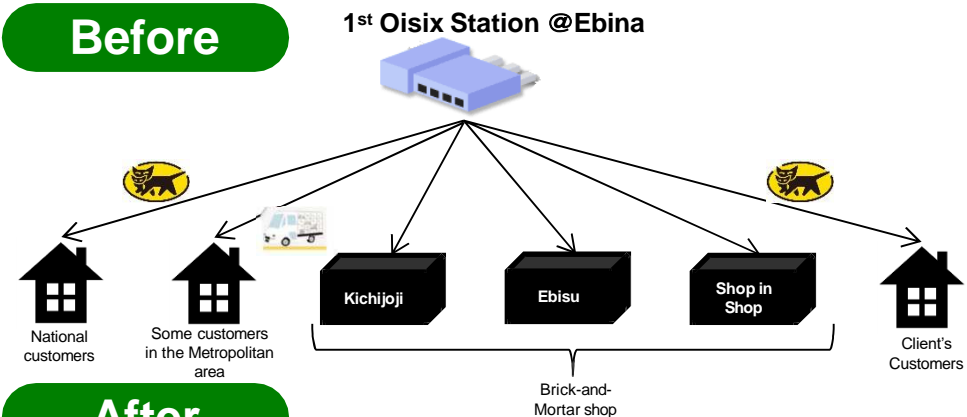 Before
1st Oisix Station @Ebina
Kichijoji
Ebisu
Shop in
Shop
National
customers
Some customers
in the Metropolitan
area
Client's
Customers
Brick-and-
Mortar shop
After